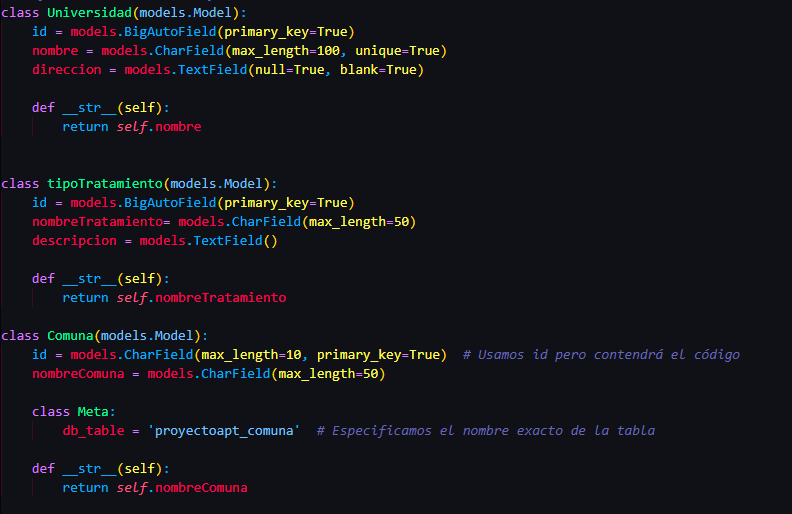 class Universidad(models.Model):
    id = models.BigAutoField(primary_key=True)
    nombre = models.CharField(max_length=100, unique=True)
    direccion = models.TextField(null=True, blank=True)
    def __str__(self):
        return self.nombre
class tipoTratamiento(models.Model):
    id = models.BigAutoField(primary_key=True)
    nombreTratamiento= models.CharField(max_length=50)
    descripcion = models.TextField()
    def __str__(self):
        return self.nombreTratamiento
class Comuna(models.Model):
    id = models.CharField(max_length=10, primary_key=True)  # Usamos id pero contendrá el código
    nombreComuna = models.CharField(max_length=50)
    class Meta:
        db_table = 'proyectoapt_comuna'  # Especificamos el nombre exacto de la tabla
    def __str__(self):
        return self.nombreComuna